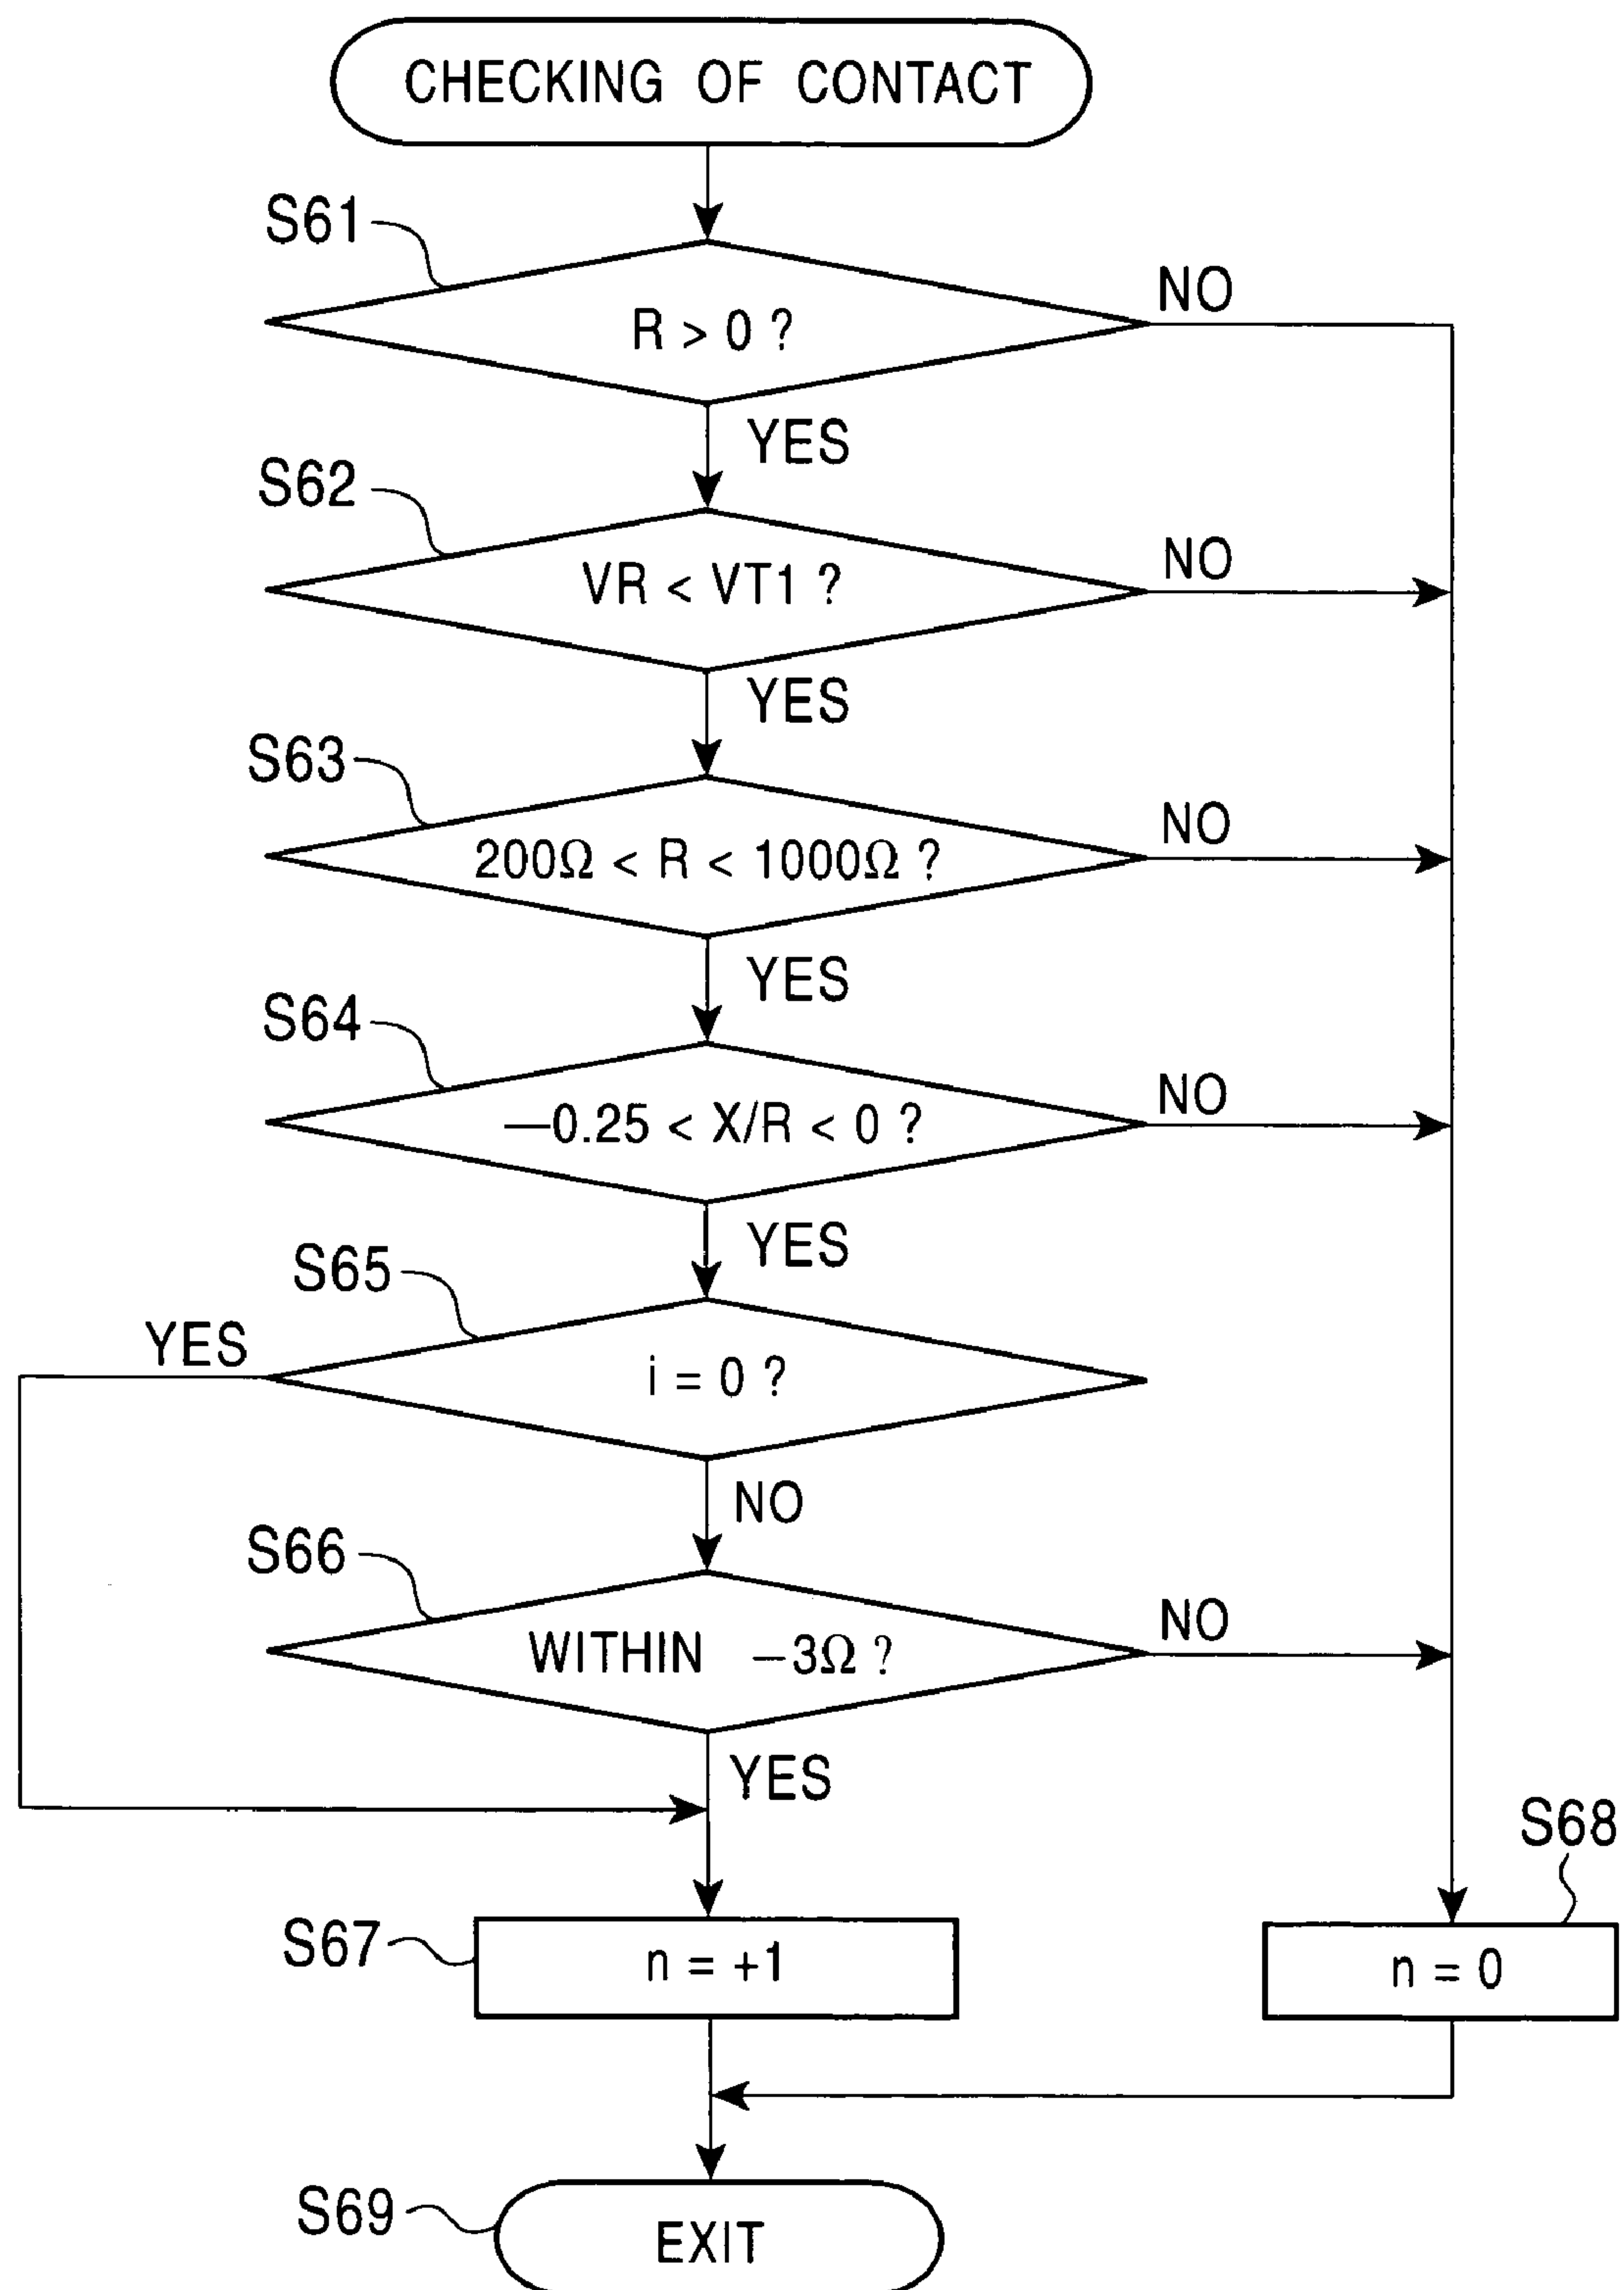 CHECKING OF CONTACT
S61
R > 0 ?
NO
YES
S62
VR < VT1 ?
NO
YES
S63
200Ω < R < 1000Ω ?
NO
YES
S64
—0.25 < X/R < 0 ?
NO
YES
S65
YES
i = 0 ?
NO
S66
WITHIN —3Ω ?
NO
YES
S67
n = +1
S68
n = 0
S69
EXIT